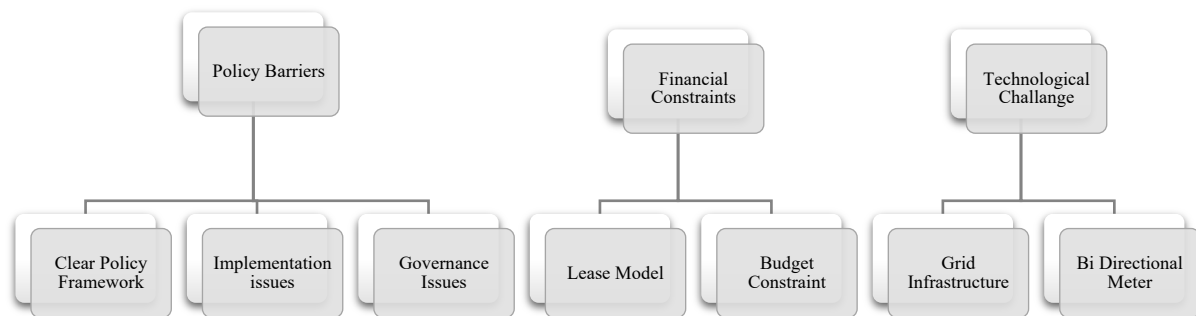 Policy Barriers
Financial
Constraints
Technological
Challange
Clear Policy
Framework
Implementation
issues
Governance
Issues
Lease Model
Budget
Constraint
Grid
Infrastructure
Bi Directional
Meter